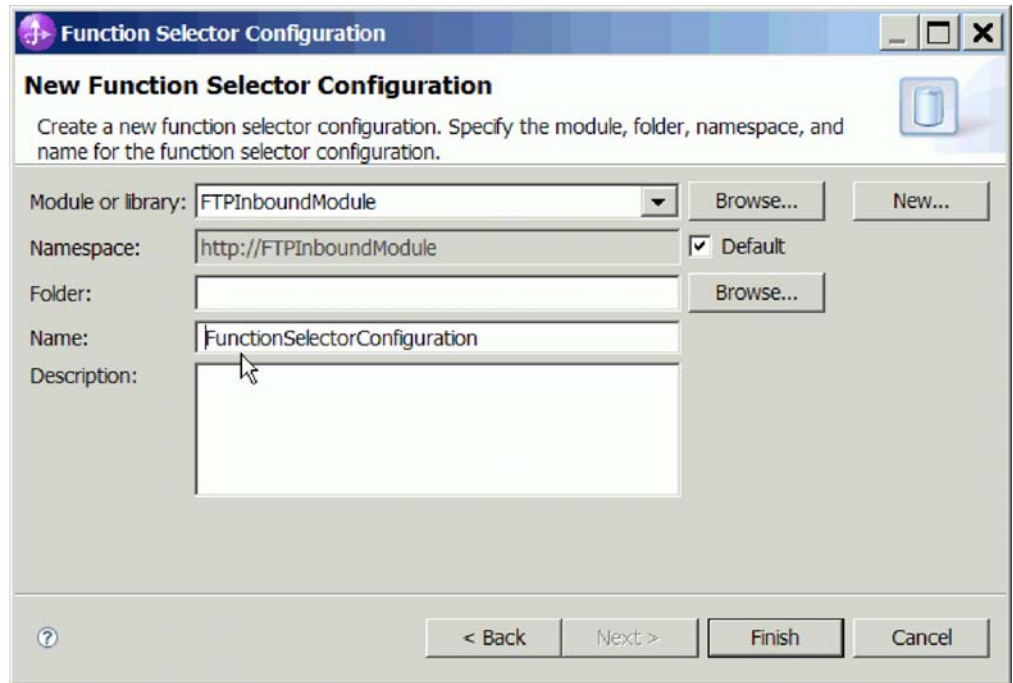 Function Selector Configuration
New Function Selector Configuration
Create a new function selector configuration. Specify the module, folder, namespace, and
name for the function selector configuration.
Module or library: FTPInboundModule Browse... New...
Namespace: http://FTPInboundModule Default
Folder: Browse...
Name: FunctionSelectorConfiguration
Description:
? < Back Next > Finish Cancel